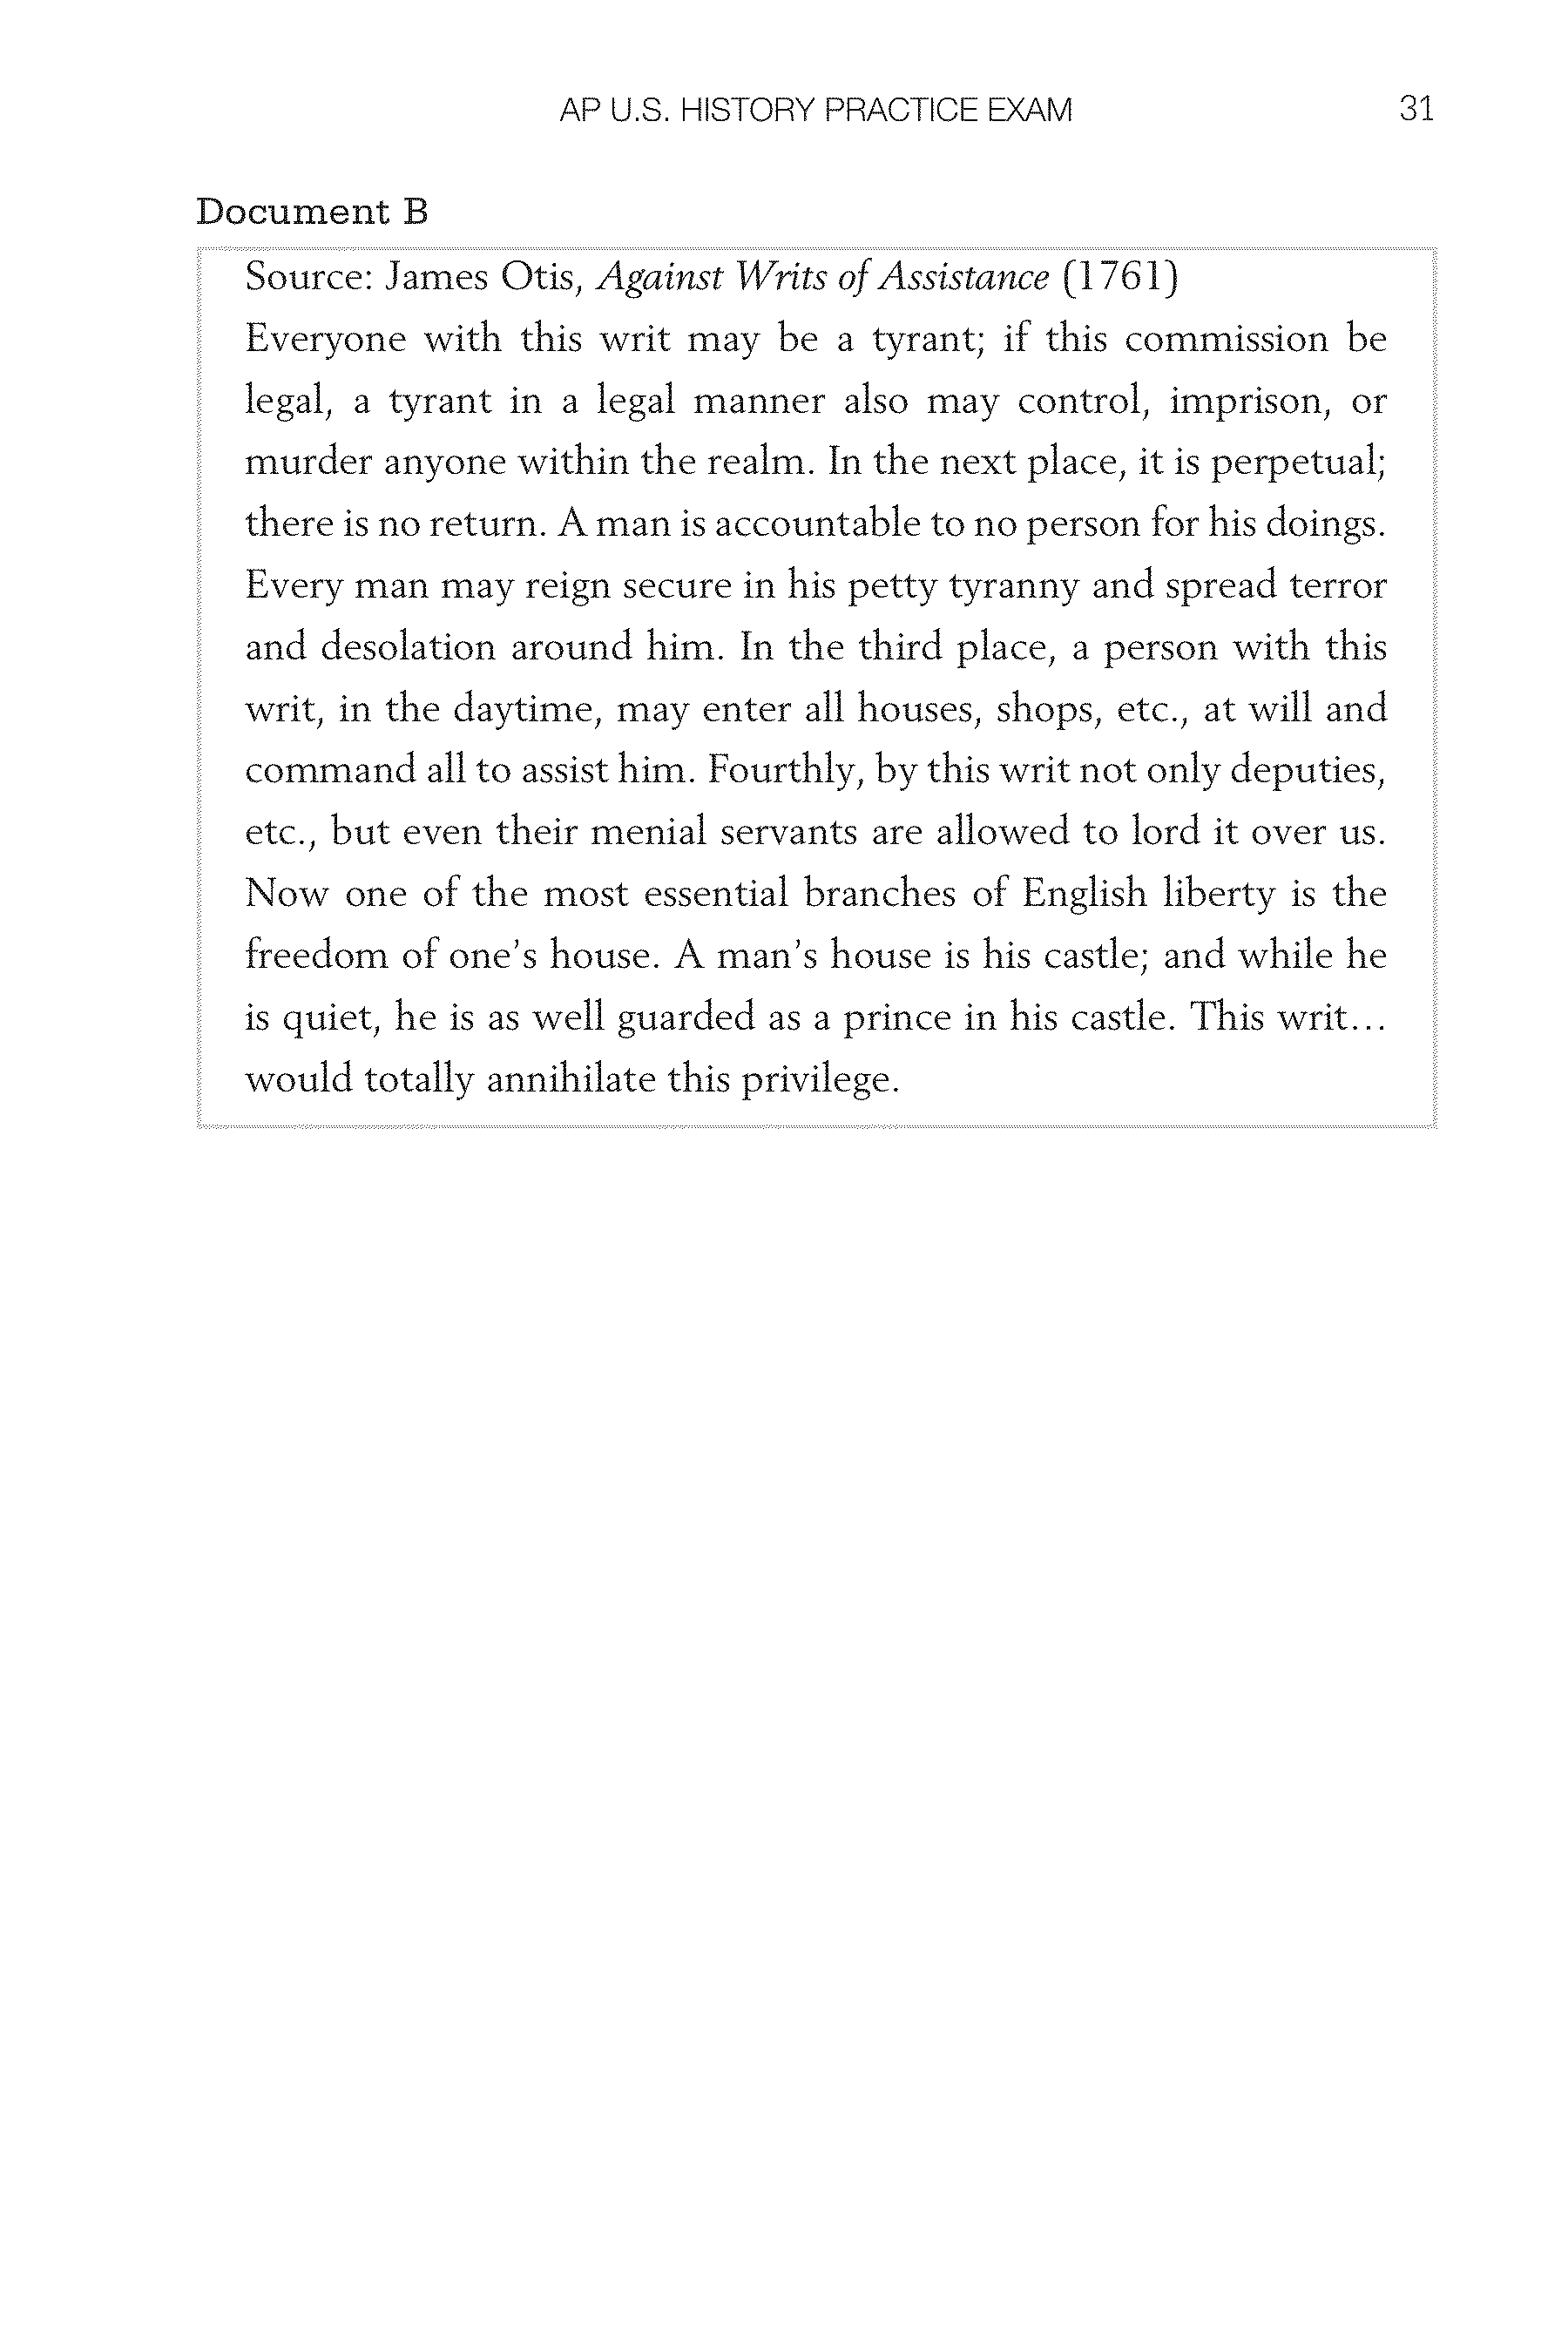 AP U.S. HISTORY PRACTICE EXAM 31
Document B
Source: James Otis, Against Writs of Assistance (1761)
Everyone with this writ may be a tyrant; if this commission be
legal, a tyrant in a legal manner also may control, imprison, or
murder anyone within the realm. In the next place, it is perpetual;
there is no return. A man is accountable to no person for his doings.
Every man may reign secure in his petty tyranny and spread terror
and desolation around him. In the third place, a person with this
writ, in the daytime, may enter all houses, shops, etc., at will and
command all to assist him. Fourthly, by this writ not only deputies,
etc., but even their menial servants are allowed to lord it over us.
Now one of the most essential branches of English liberty is the
freedom of one’s house. A man’s house is his castle; and while he
is quiet, he is as well guarded as a prince in his castle. This writ…
would totally annihilate this privilege.